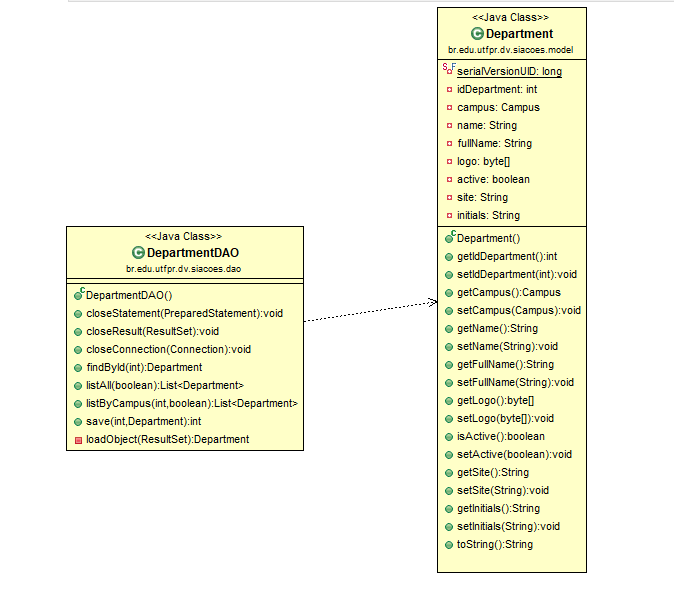 <<Java Class>>
Department
br.edu.utfpr.dv.siacoes.model
serialVersionUID: long
idDepartment: int
campus: Campus
name: String
fullName: String
logo: byte[]
active: boolean
site: String
initials: String
Department()
getIdDepartment():int
setIdDepartment(int):void
getCampus():Campus
setCampus(Campus):void
getName():String
setName(String):void
getFullName():String
setFullName(String):void
getLogo():byte[]
setLogo(byte[]):void
isActive():boolean
setActive(boolean):void
getSite():String
setSite(String):void
getInitials():String
setInitials(String):void
toString():String
<<Java Class>>
DepartmentDAO
br.edu.utfpr.dv.siacoes.dao
DepartmentDAO()
closeStatement(PreparedStatement):void
closeResult(ResultSet):void
closeConnection(Connection):void
findById(int):Department
listAll(boolean):List<Department>
listByCampus(int,boolean):List<Department>
save(int,Department):int
loadObject(ResultSet):Department